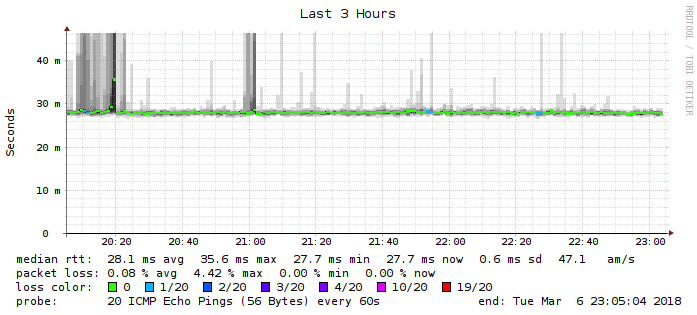 Last 3 Hours
RRDTOOL / TOBI OETIKER
Seconds
40 m
30 m
20 m
10 m
0
20:20 20:40 21:00 21:20 21:40 22:00 22:20 22:40 23:00
median rtt: 28.1 ms avg 35.6 ms max 27.7 ms min 27.7 ms now 0.6 ms sd 47.1 am/s
packet loss: 0.08 % avg 4.42 % max 0.00 % min 0.00 % now
loss color: 0 1/20 2/20 3/20 4/20 10/20 19/20
probe: 20 ICMP Echo Pings (56 Bytes) every 60s end: Tue Mar 6 23:05:04 2018